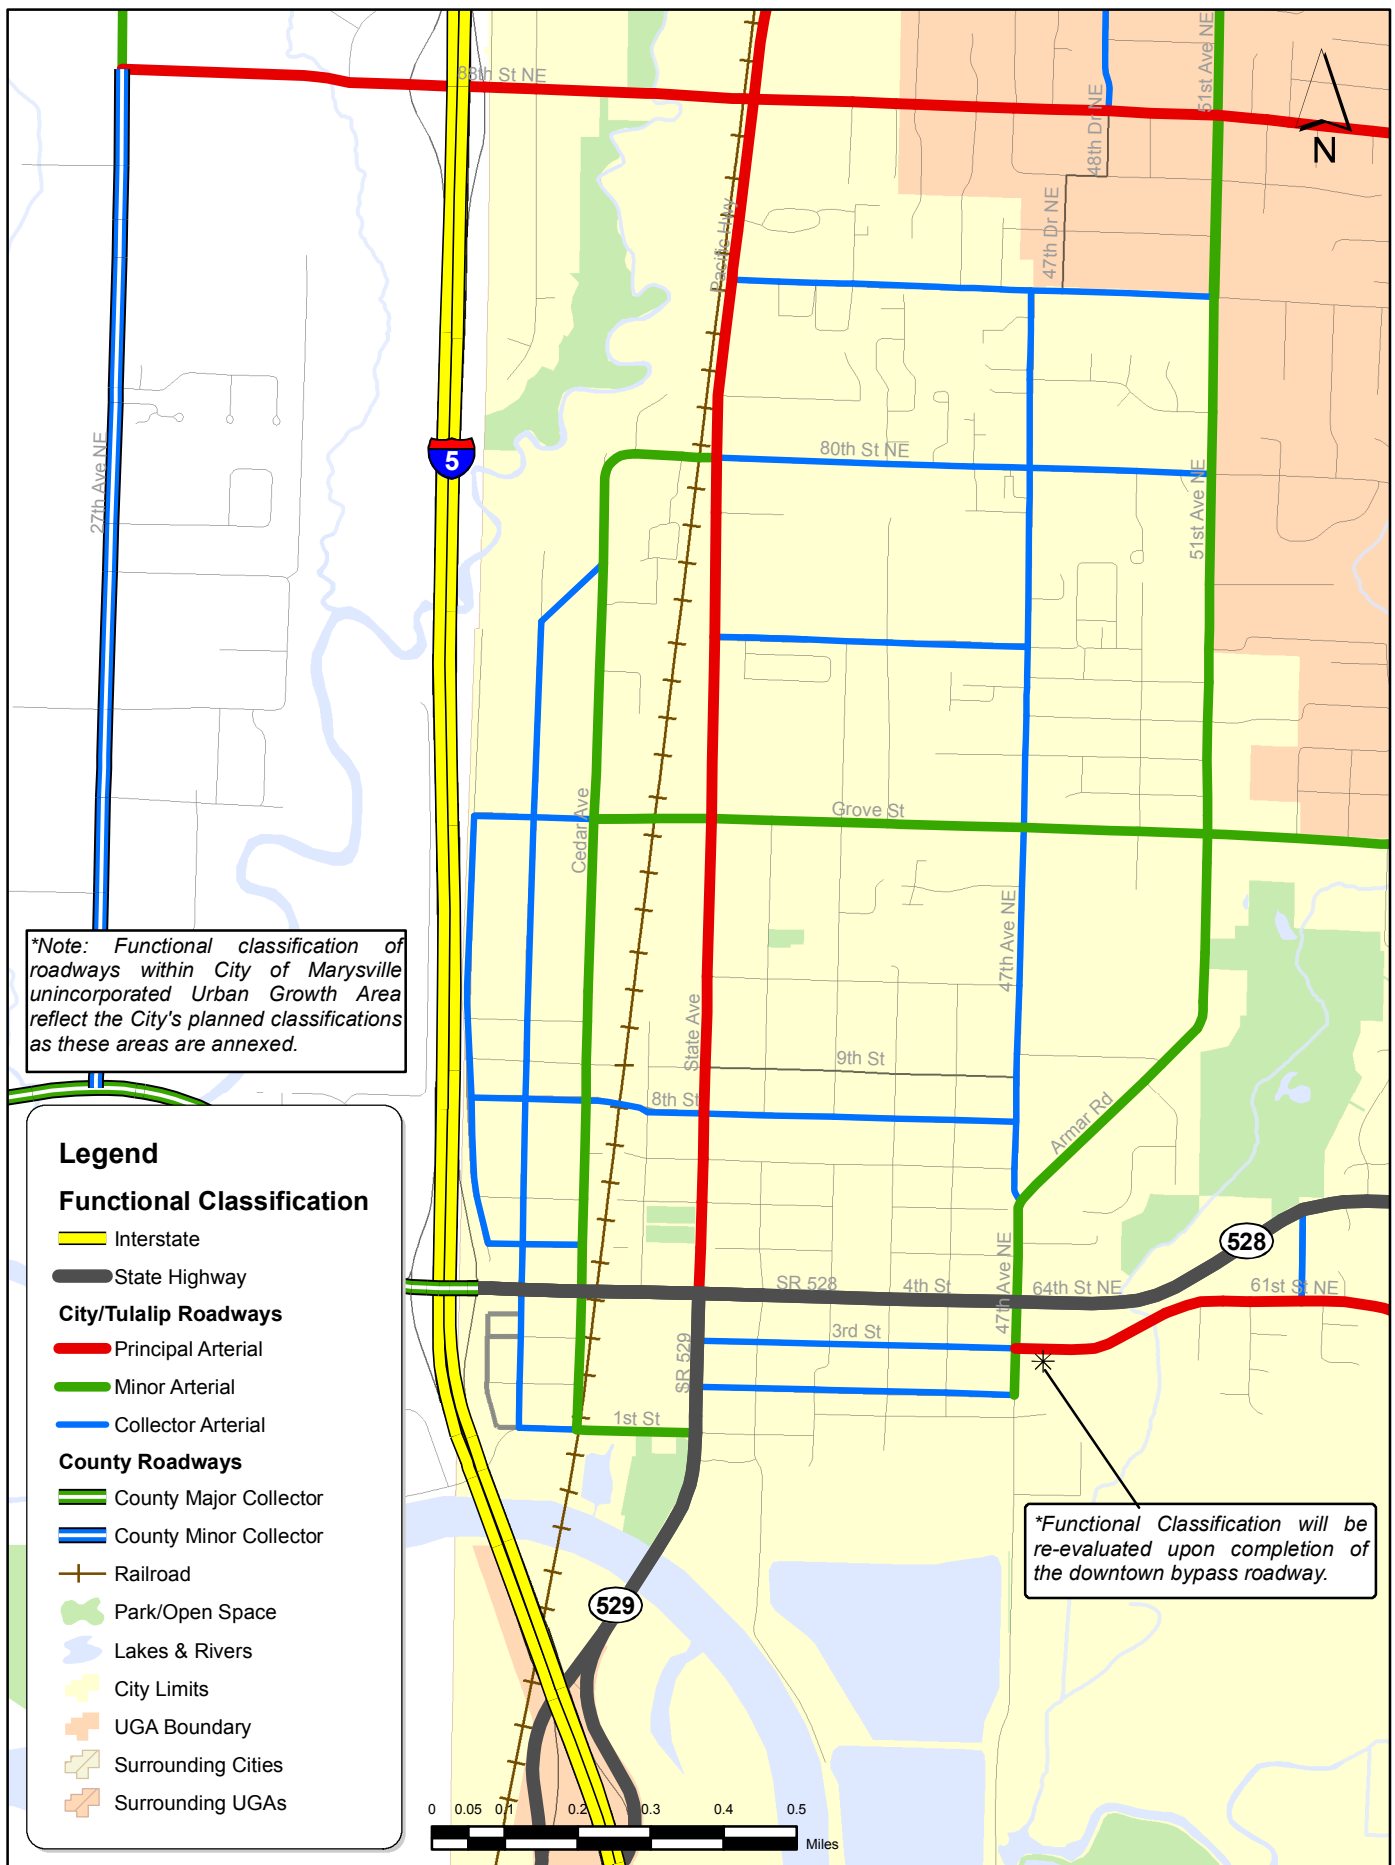 51st Ave NE
88th St NE
48th Dr NE
N
47th Dr NE
Pacific Hwy
5
27th Ave NE
80th St NE
51st Ave NE
Cedar Ave
Grove St
47th Ave NE
*Note: Functional classification of
roadways within City of Marysville
unincorporated Urban Growth Area
reflect the City's planned classifications
as these areas are annexed.
State Ave
9th St
8th St
Armar Rd
Legend
Functional Classification
Interstate
State Highway
City/Tulalip Roadways
Principal Arterial
Minor Arterial
Collector Arterial
County Roadways
County Major Collector
County Minor Collector
Railroad
Park/Open Space
Lakes & Rivers
City Limits
UGA Boundary
Surrounding Cities
Surrounding UGAs
528
SR 528
4th St
47th Ave NE
64th St NE
61st St NE
3rd St
SR 529
1st St
*Functional Classification will be
re-evaluated upon completion of
the downtown bypass roadway.
529
0 0.05 0.1 0.2 0.3 0.4 0.5
Miles